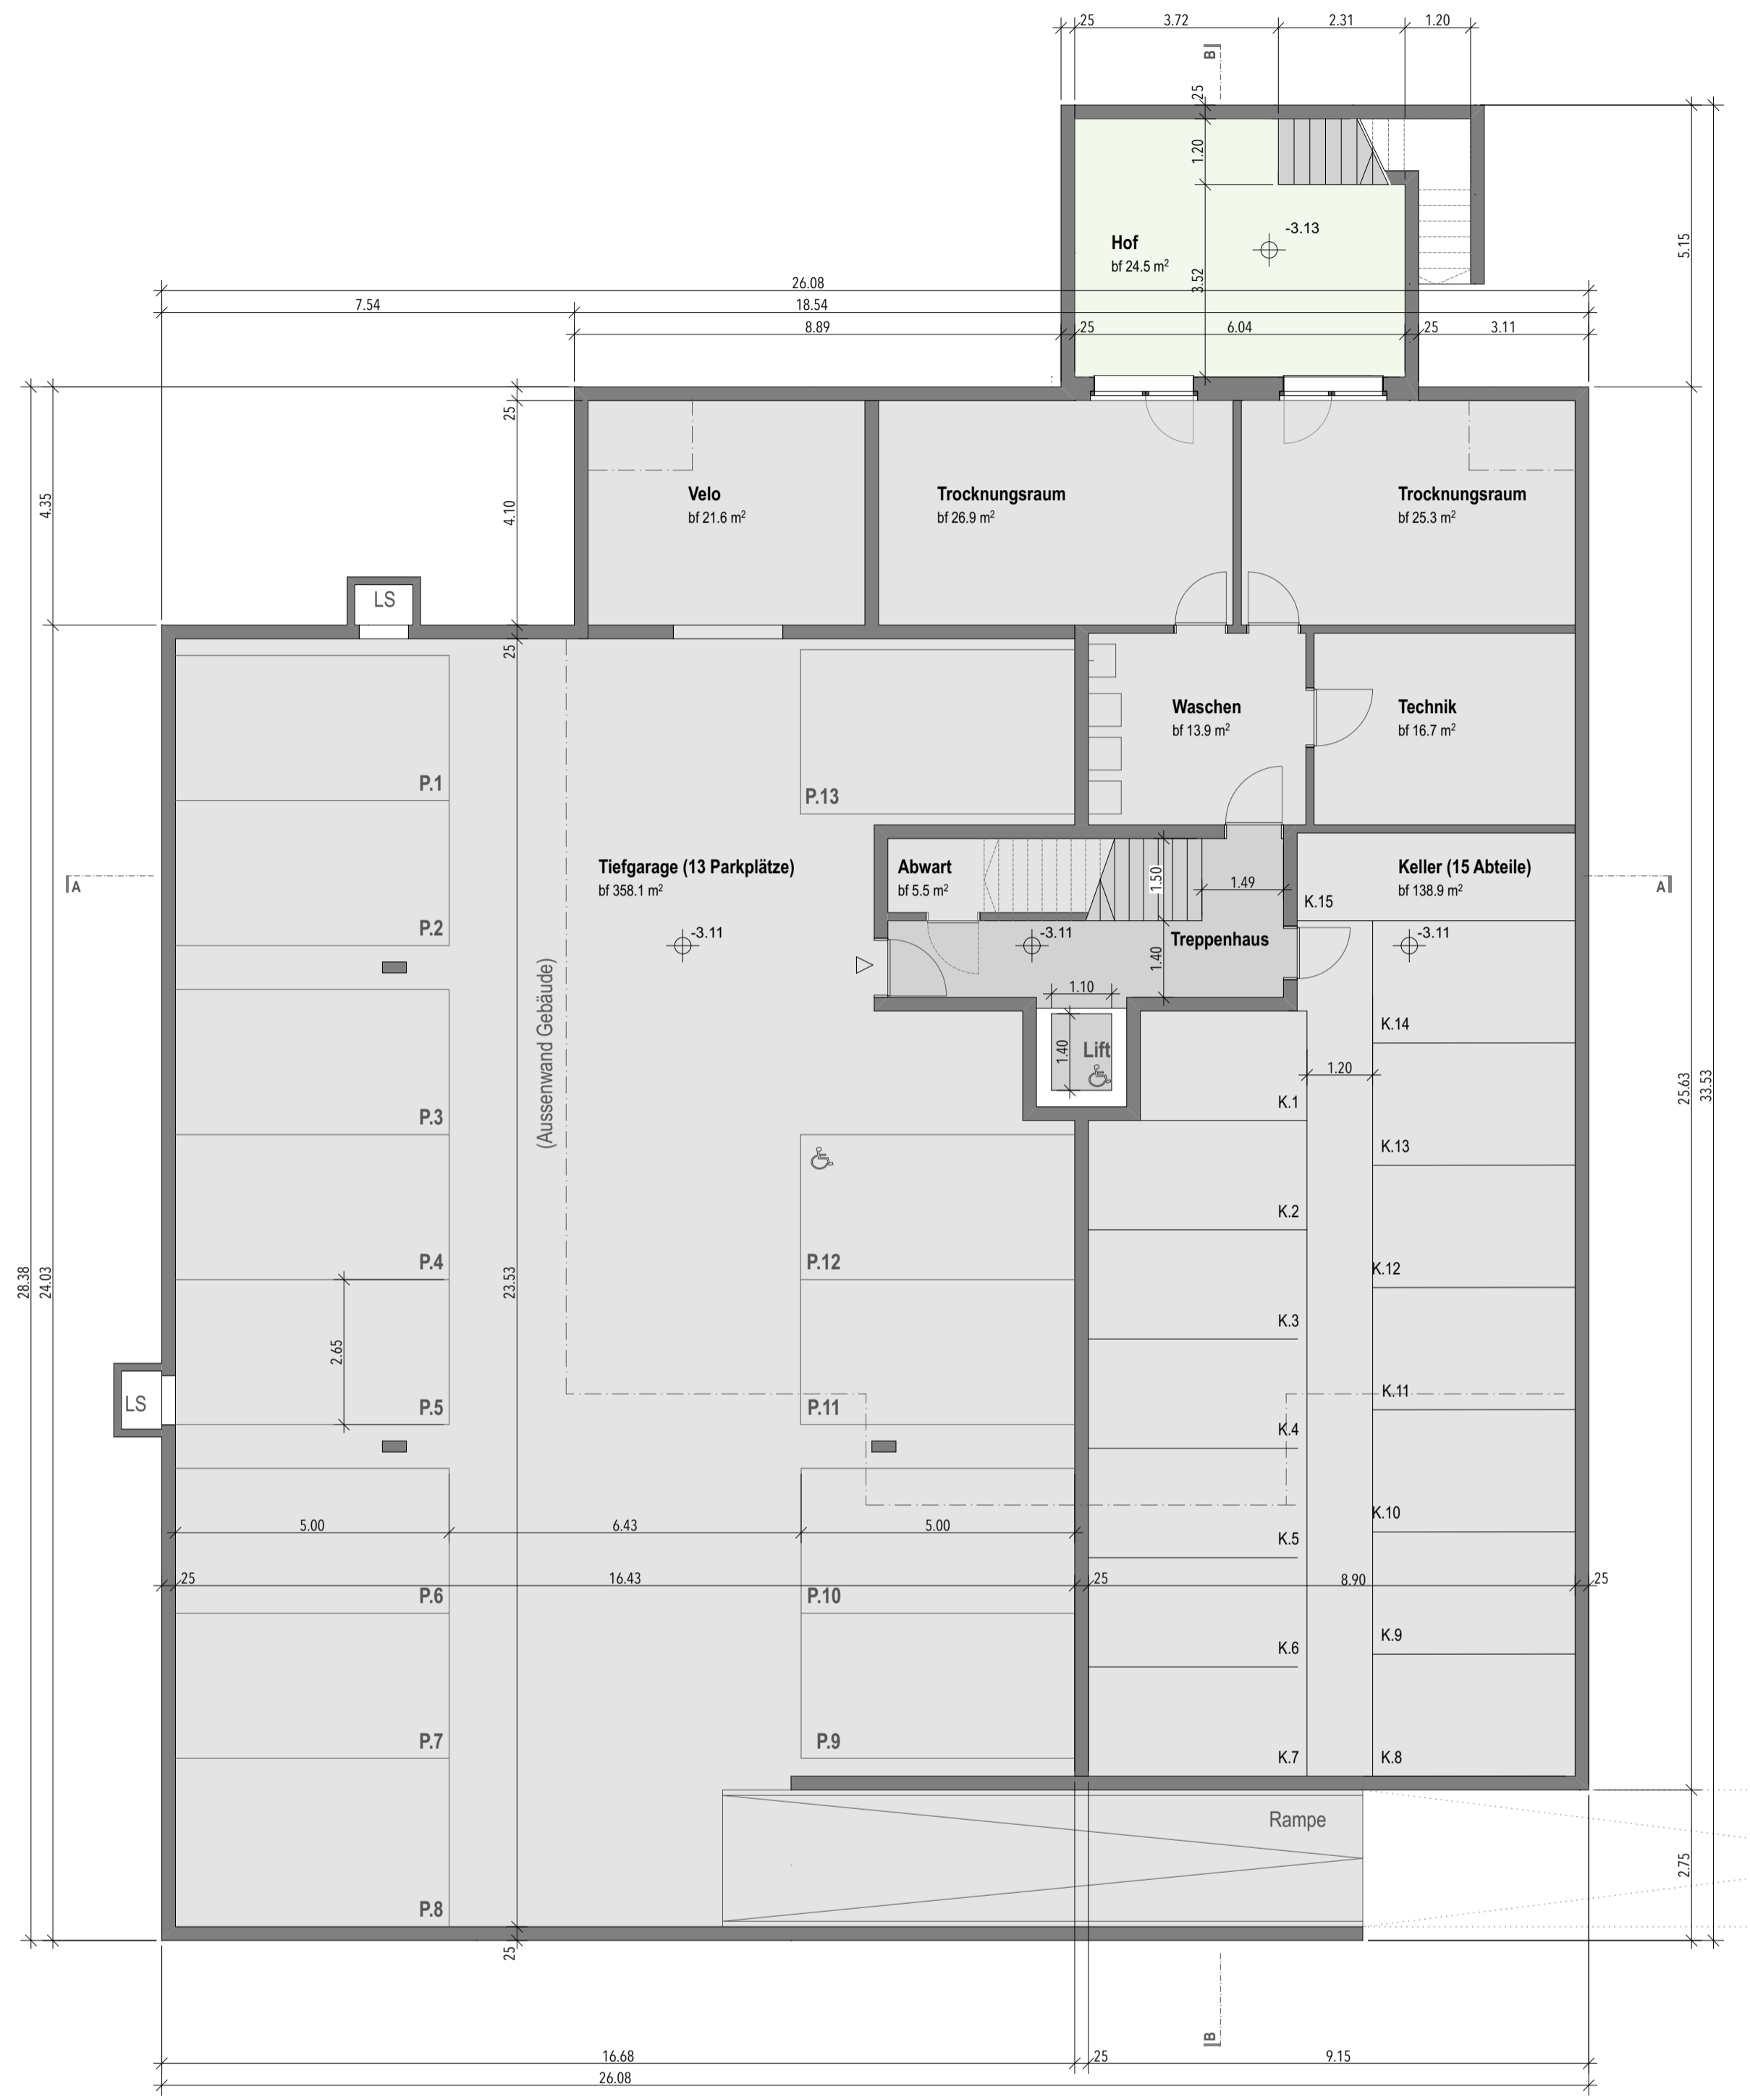 25 3.72 2.31 1.20
B
25
1.20
Hof
bf 24.5 m²
-3.13
3.52
5.15
26.08
7.54 18.54
8.89 25 6.04 25 3.11
25
4.35
4.10
Velo
bf 21.6 m²
Trocknungsraum
bf 26.9 m²
Trocknungsraum
bf 25.3 m²
LS
25
P.1
P.13
Waschen
bf 13.9 m²
Technik
bf 16.7 m²
A
Tiefgarage (13 Parkplätze)
bf 358.1 m²
Abwart
bf 5.5 m²
1.50
1.49
Keller (15 Abteile)
bf 138.9 m²
A
K.15
P.2
-3.11
-3.11
Treppenhaus
-3.11
1.40
(Aussenwand Gebäude)
1.10
1.40
Lift
K.14
1.20
25.63
33.53
P.3
K.1
K.13
K.2
P.4
P.12
K.12
28.38
24.03
23.53
2.65
K.3
LS
P.5
P.11
K.11
K.4
K.10
5.00 6.43 5.00
K.5
25 16.43 25 8.90 25
P.6
P.10
K.9
K.6
P.7
P.9
K.7
K.8
Rampe
2.75
P.8
25
B
16.68 25 9.15
26.08